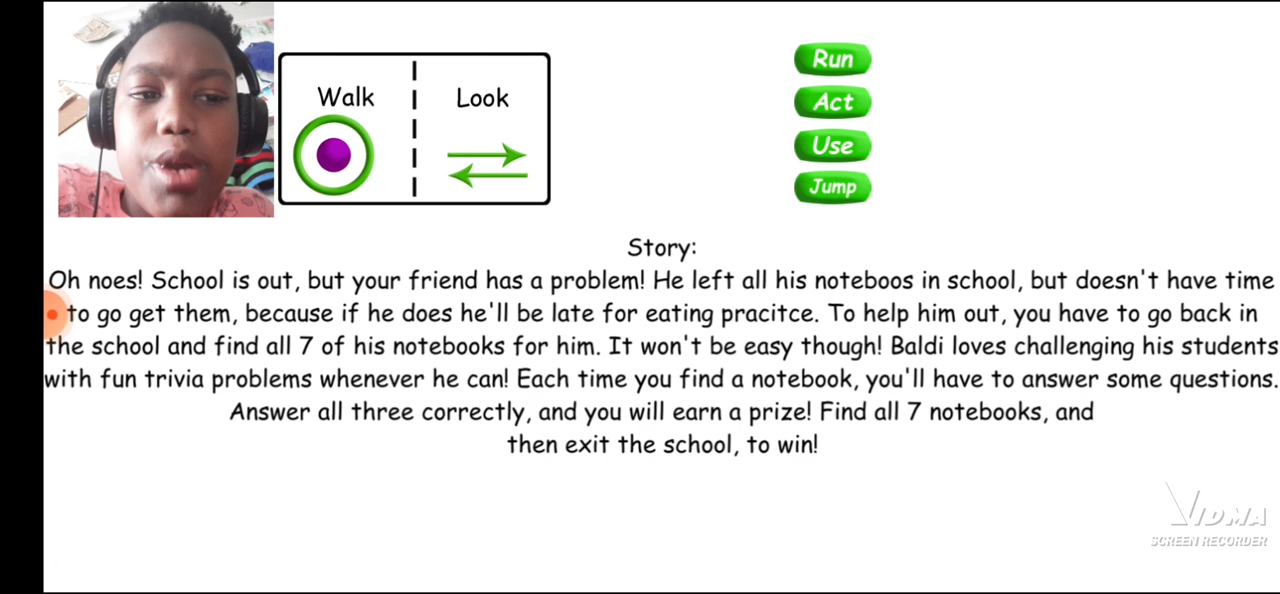 Walk
Look
Run
Act
Use
Jump
Story:
Oh noes! School is out, but your friend has a problem! He left all his noteboos in school, but doesn't have time
to go get them, because if he does he'll be late for eating pracitce. To help him out, you have to go back in
the school and find all 7 of his notebooks for him. It won't be easy though! Baldi loves challenging his students
with fun trivia problems whenever he can! Each time you find a notebook, you'll have to answer some questions.
Answer all three correctly, and you will earn a prize! Find all 7 notebooks, and
then exit the school, to win!
VIDMA
SCREEN RECORDER